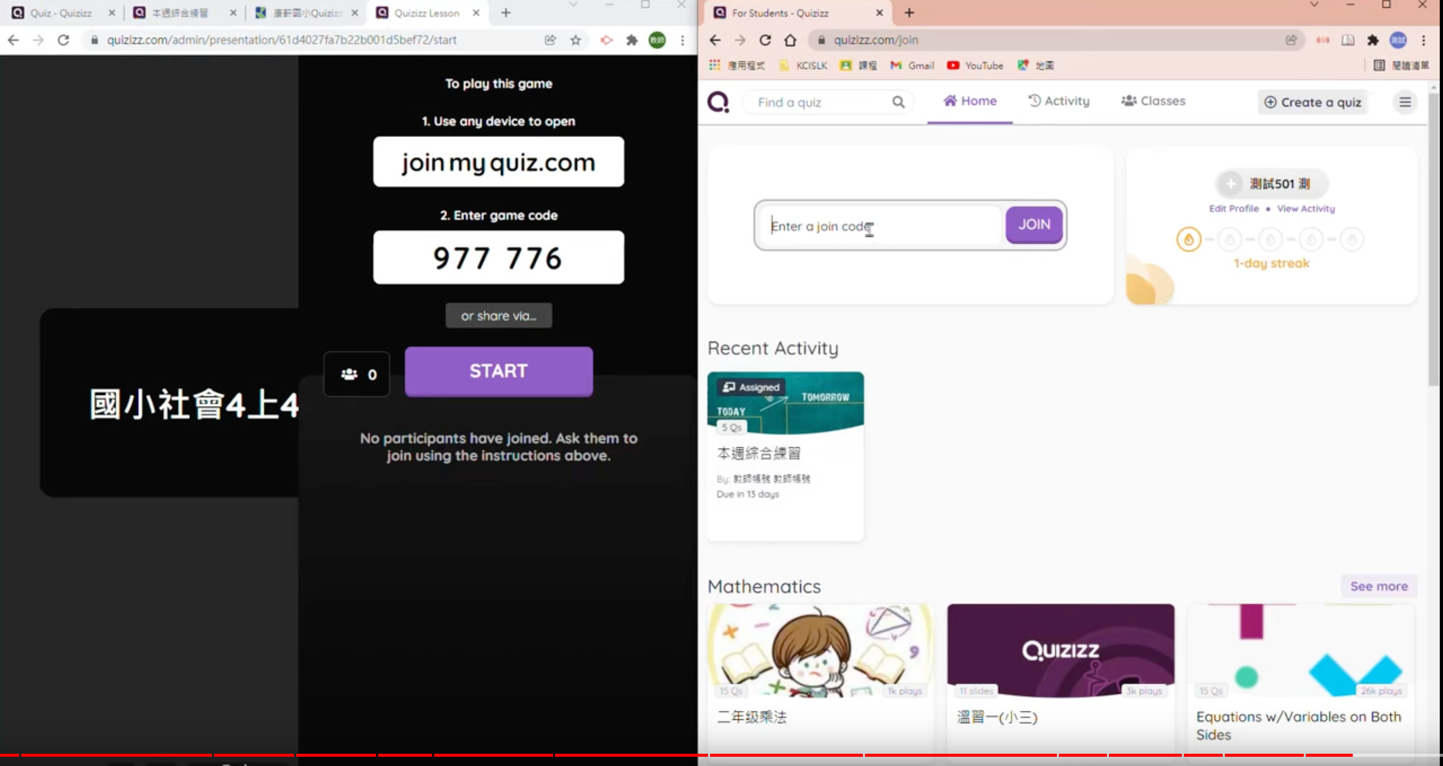 Quiz - Quizizz
本週綜合練習
康軒國小Quizizz
Quizizz Lesson
quizizz.com/admin/presentation/61d4027fa7b22b001d5bef72/start
教師
To play this game
1. Use any device to open
joinmyquiz.com
2. Enter game code
977 776
or share via...
0
START
國小社會4上4
No participants have joined. Ask them to
join using the instructions above.
For Students - Quizizz
quizizz.com/join
測試
應用程式
KCISLK
課程
Gmail
YouTube
地圖
閱讀清單
Q.
Find a quiz
Home
Activity
Classes
Create a quiz
Enter a join code
JOIN
測試501 測
Edit Profile • View Activity
1-day streak
Recent Activity
Assigned
TODAY
TOMORROW
5 Qs
本週綜合練習
By: 教師帳號 教師帳號
Due in 13 days
Mathematics
See more
15 Qs
1k plays
二年級乘法
Quizizz
11 slides
3k plays
溫習一(小三)
15 Qs
26k plays
Equations w/Variables on Both
Sides